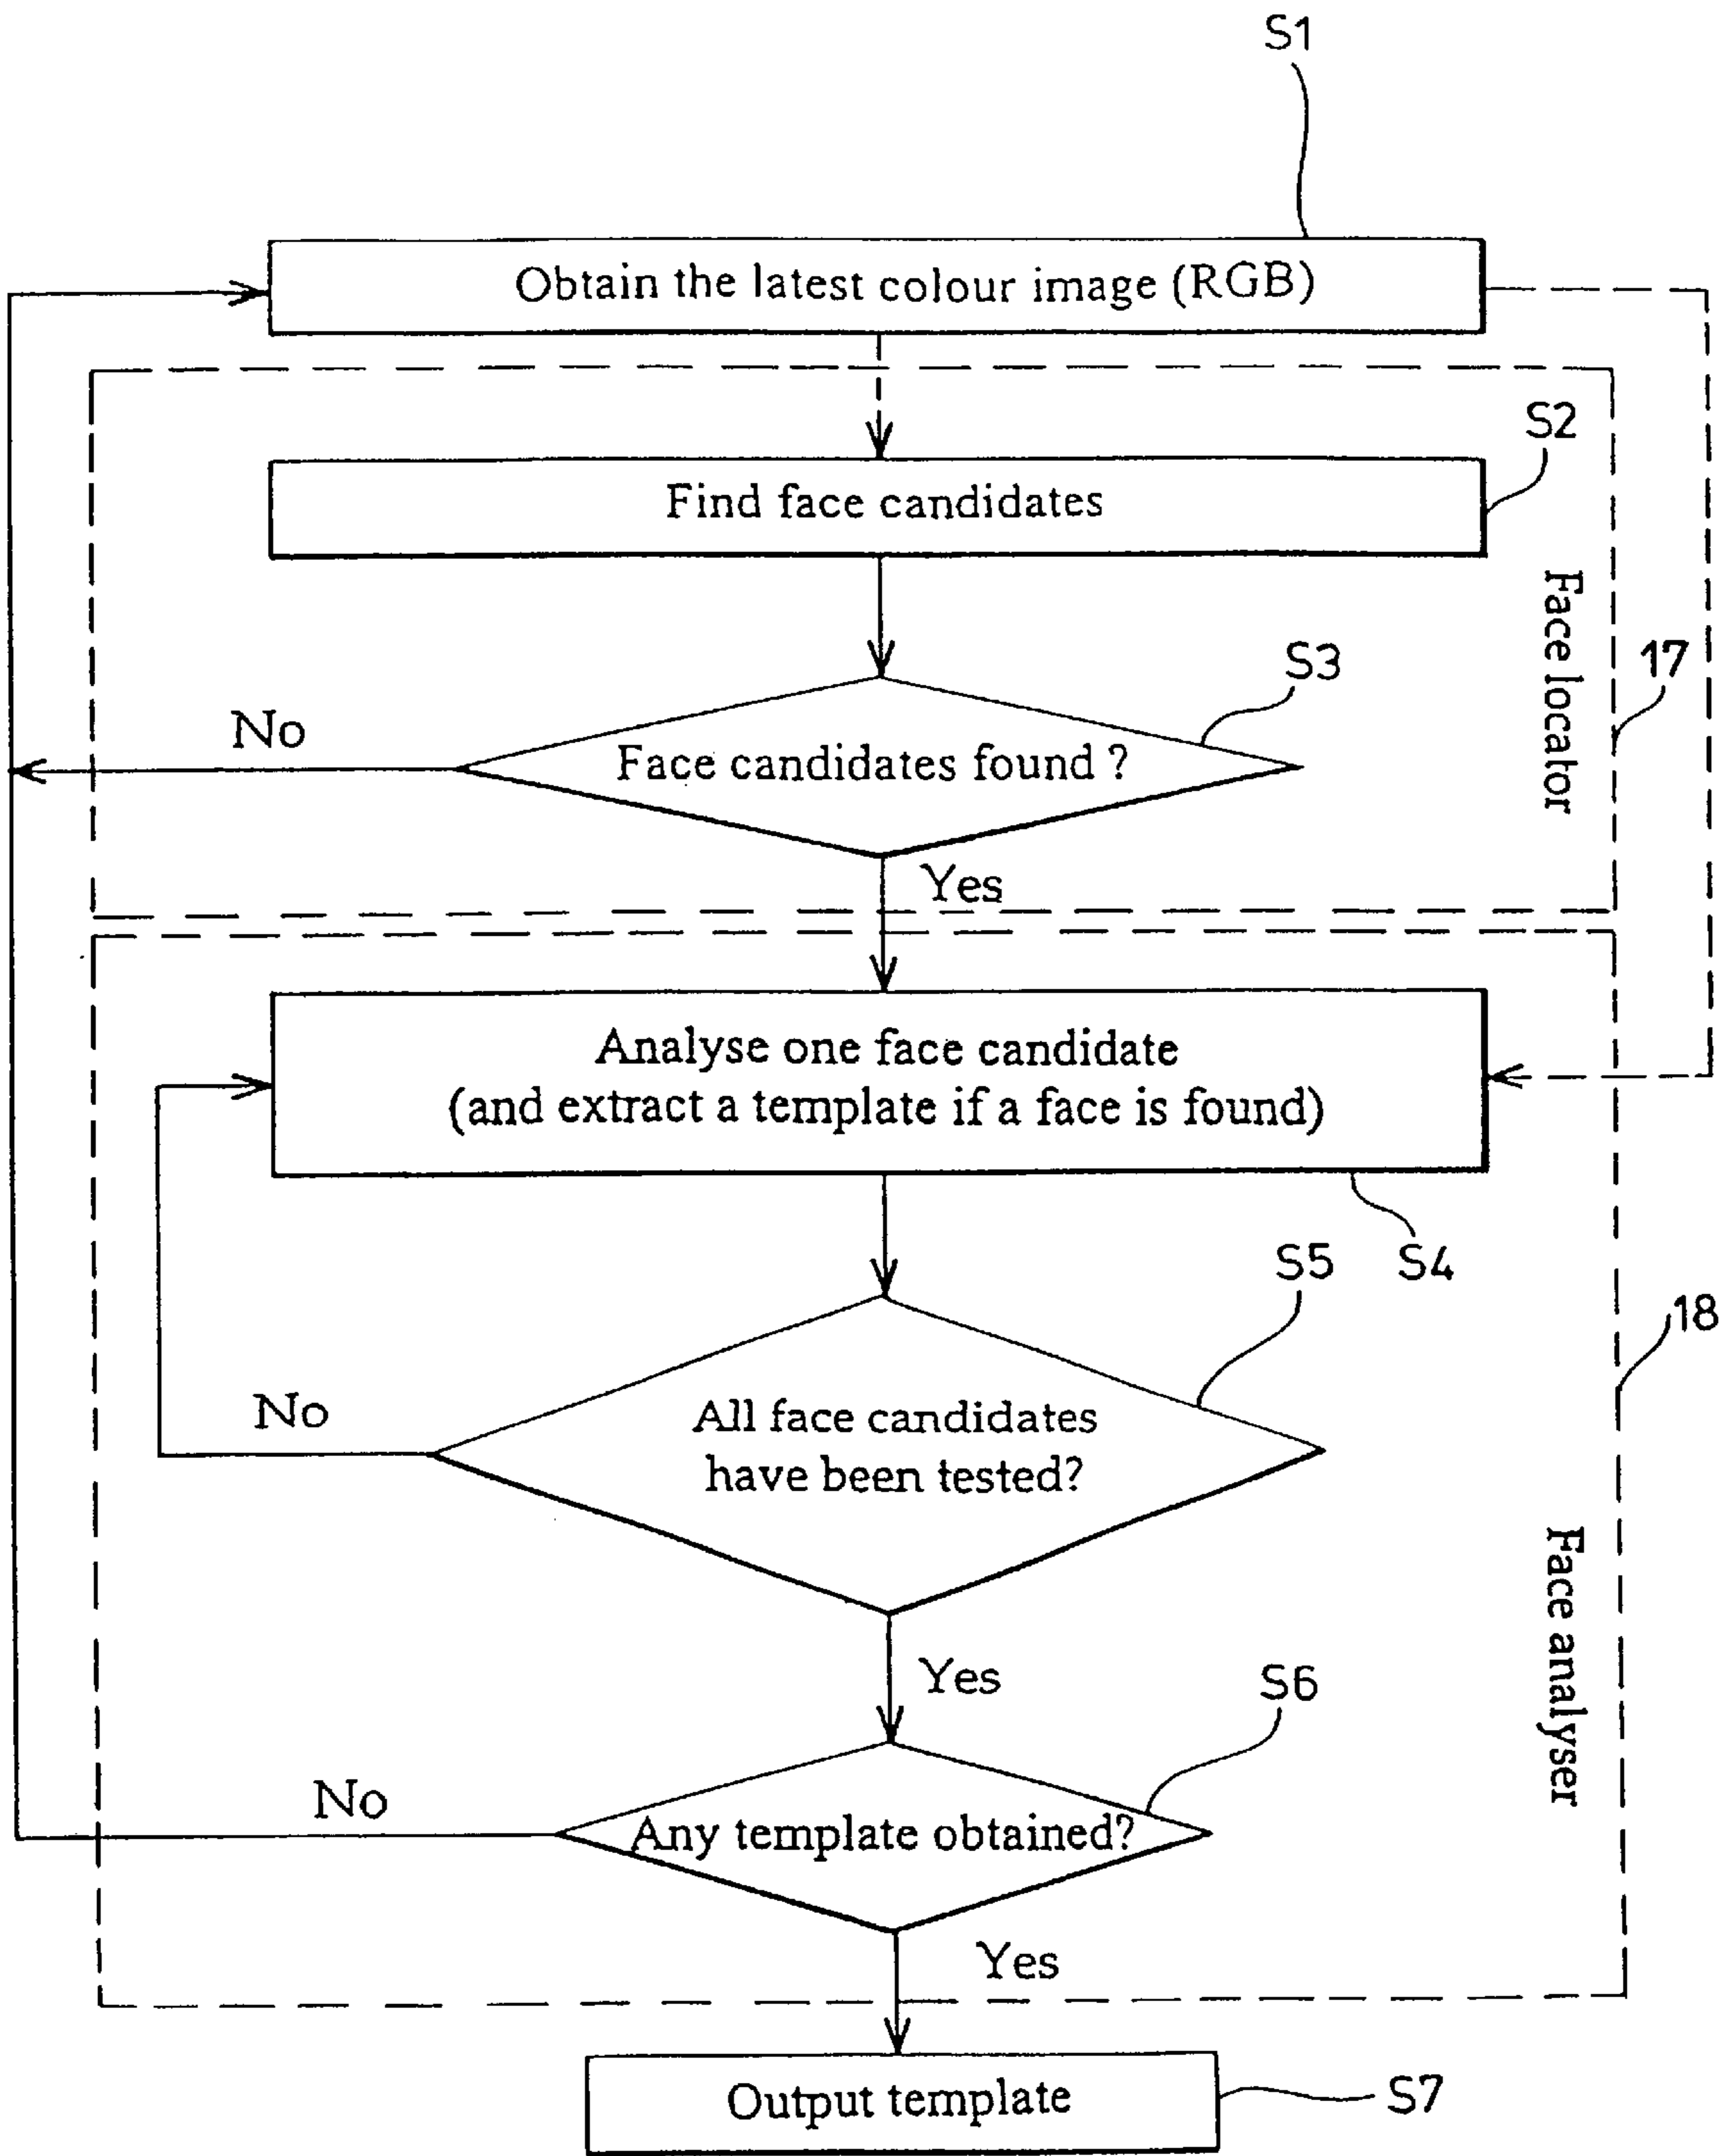 S1
Obtain the latest colour image (RGB)
S2
Find face candidates
Face locator
17
S3
No
Face candidates found ?
Yes
Analyse one face candidate
(and extract a template if a face is found)
S4
S5
18
No
All face candidates
have been tested?
Face analyser
Yes
S6
No
Any template obtained?
Yes
Output template
S7